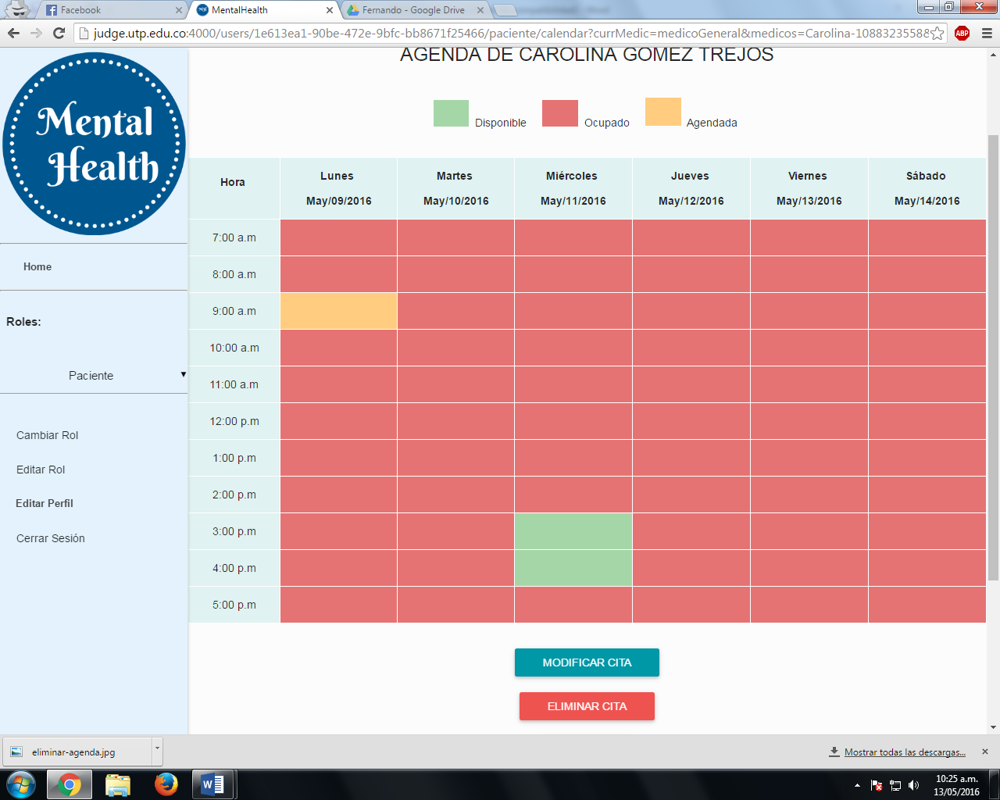 Facebook
MentalHealth
Fernando - Google Drive
judge.utp.edu.co:4000/users/1e613ea1-90be-472e-9bfc-bb8671f25466/paciente/calendar?currMedic=medicoGeneral&medicos=Carolina-10883235588
ABP
Mental
Health
Home
Roles:
Paciente
Cambiar Rol
Editar Rol
Editar Perfil
Cerrar Sesión
AGENDA DE CAROLINA GOMEZ TREJOS
Disponible Ocupado Agendada
Hora Lunes Martes Miércoles Jueves Viernes Sábado
May/09/2016 May/10/2016 May/11/2016 May/12/2016 May/13/2016 May/14/2016
7:00 a.m
8:00 a.m
9:00 a.m
10:00 a.m
11:00 a.m
12:00 p.m
1:00 p.m
2:00 p.m
3:00 p.m
4:00 p.m
5:00 p.m
MODIFICAR CITA
ELIMINAR CITA
eliminar-agenda.jpg
Mostrar todas las descargas...
10:25 a.m.
13/05/2016